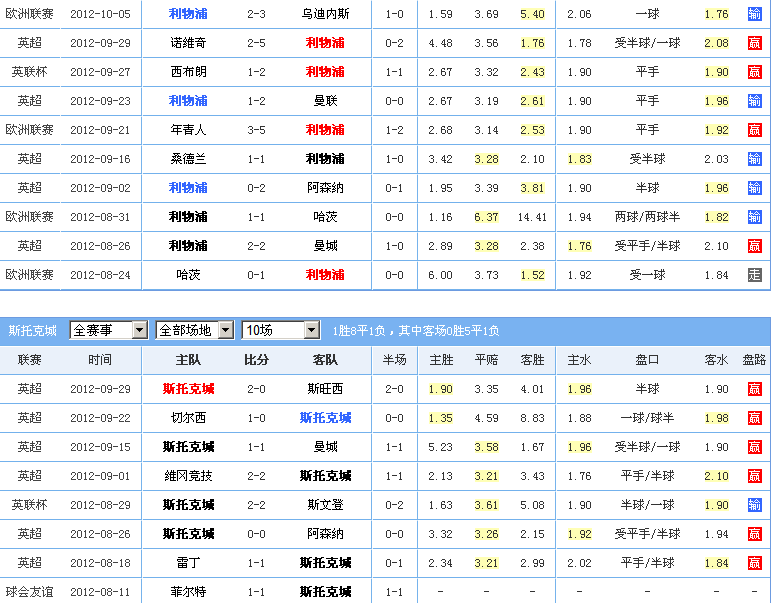 欧洲联赛 2012-10-05 利物浦 2-3 乌迪内斯 1-0 1.59 3.69 5.40 2.06 一球 1.76 输
英超 2012-09-29 诺维奇 2-5 利物浦 0-2 4.48 3.56 1.76 1.78 受半球/一球 2.08 赢
英联杯 2012-09-27 西布朗 1-2 利物浦 1-1 2.67 3.32 2.43 1.90 平手 1.90 赢
英超 2012-09-23 利物浦 1-2 曼联 0-0 2.67 3.19 2.61 1.90 平手 1.96 输
欧洲联赛 2012-09-21 年青人 3-5 利物浦 1-2 2.68 3.14 2.53 1.90 平手 1.92 赢
英超 2012-09-16 桑德兰 1-1 利物浦 1-0 3.42 3.28 2.10 1.83 受半球 2.03 输
英超 2012-09-02 利物浦 0-2 阿森纳 0-1 1.95 3.39 3.81 1.90 半球 1.96 输
欧洲联赛 2012-08-31 利物浦 1-1 哈茨 0-0 1.16 6.37 14.41 1.94 两球/两球半 1.82 输
英超 2012-08-26 利物浦 2-2 曼城 1-0 2.89 3.28 2.38 1.76 受平手/半球 2.10 赢
欧洲联赛 2012-08-24 哈茨 0-1 利物浦 0-0 6.00 3.73 1.52 1.92 受一球 1.84 走
斯托克城 全赛事 全部场地 10场 1胜8平1负，其中客场0胜5平1负
联赛 时间 主队 比分 客队 半场 主胜 平赔 客胜 主水 盘口 客水 盘路
英超 2012-09-29 斯托克城 2-0 斯旺西 2-0 1.90 3.35 4.01 1.96 半球 1.90 赢
英超 2012-09-22 切尔西 1-0 斯托克城 0-0 1.35 4.59 8.83 1.88 一球/球半 1.98 赢
英超 2012-09-15 斯托克城 1-1 曼城 1-1 5.23 3.58 1.67 1.96 受半球/一球 1.90 赢
英超 2012-09-01 维冈竞技 2-2 斯托克城 1-1 2.13 3.21 3.43 1.76 平手/半球 2.10 赢
英联杯 2012-08-29 斯托克城 2-2 斯文登 0-2 1.63 3.61 5.08 1.90 半球/一球 1.90 输
英超 2012-08-26 斯托克城 0-0 阿森纳 0-0 3.32 3.26 2.15 1.92 受平手/半球 1.94 赢
英超 2012-08-18 雷丁 1-1 斯托克城 0-1 2.34 3.21 2.99 2.02 平手/半球 1.84 赢
球会友谊 2012-08-11 菲尔特 1-1 斯托克城 1-1 - - - - - - -